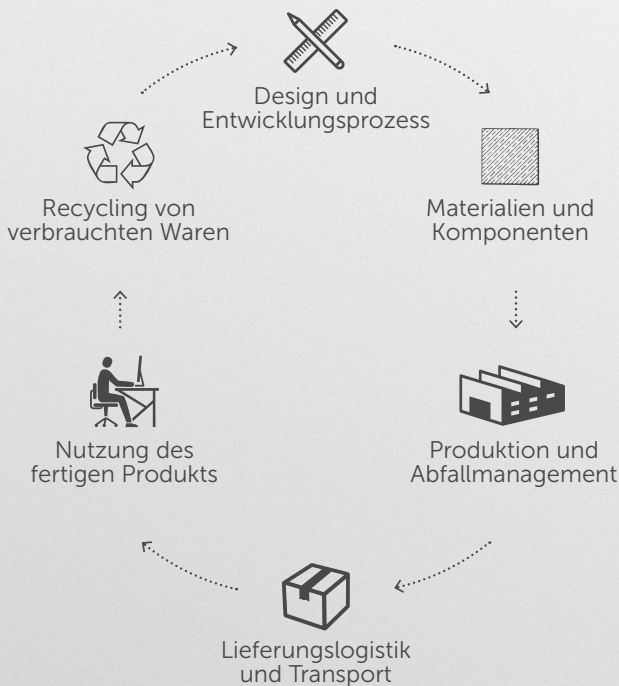 Design und
Entwicklungsprozess
Materialien und
Komponenten
Produktion und
Abfallmanagement
Lieferungslogistik
und Transport
Nutzung des
fertigen Produkts
Recycling von
verbrauchten Waren